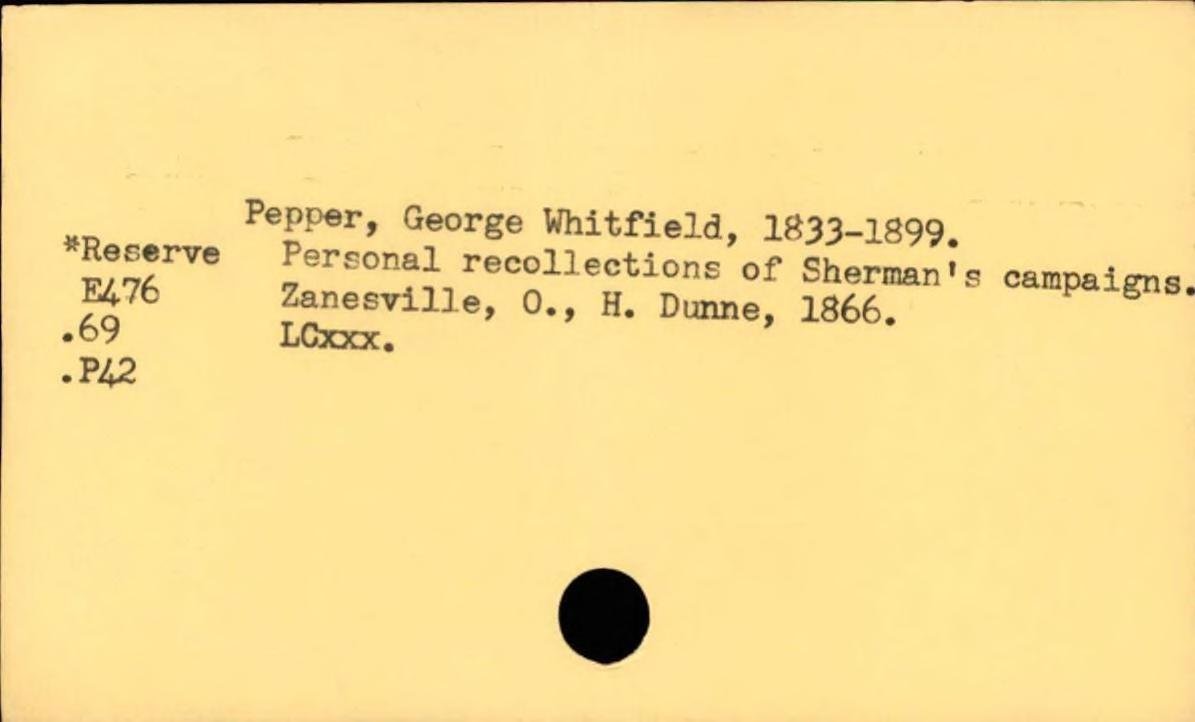 Pepper, George Whitfield, 1833-1899.
*Reserve Personal recollections of Sherman's campaigns.
E476 Zanesville, O., H. Dunne, 1866.
.69 LCxxx.
.P42